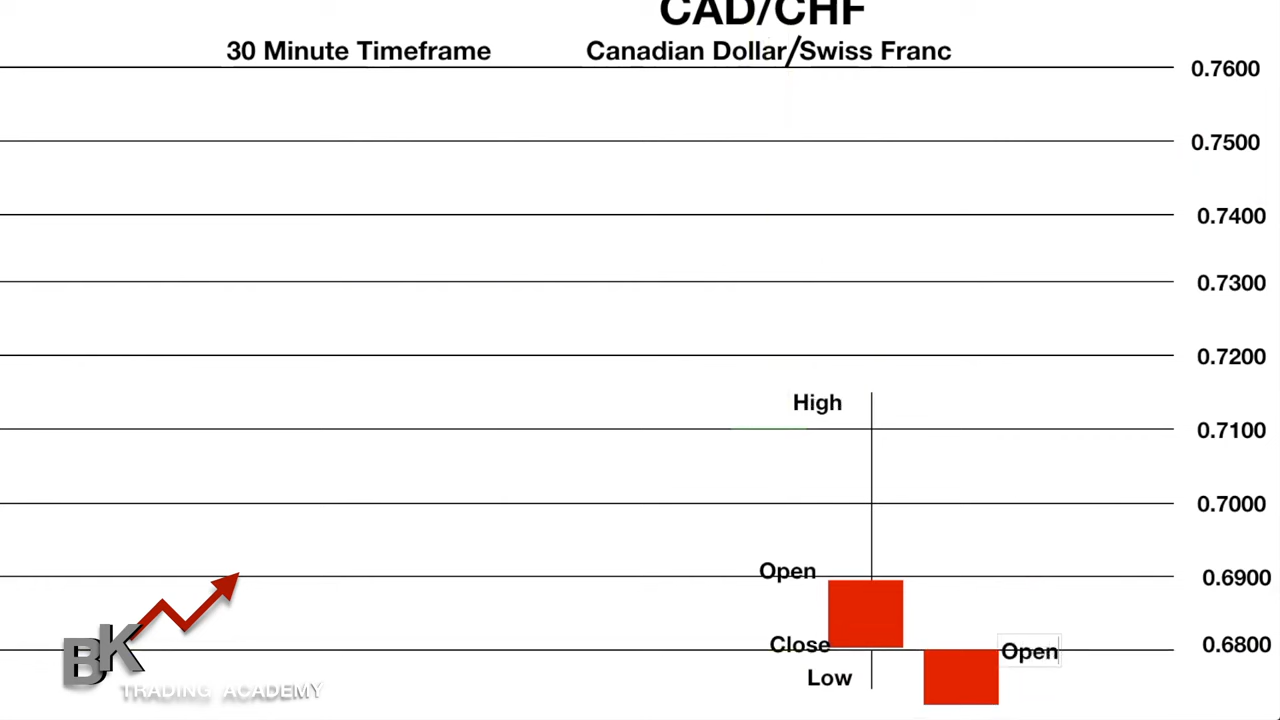 CAD/CHF
30 Minute Timeframe
Canadian Dollar/Swiss Franc
0.7600
0.7500
0.7400
0.7300
0.7200
High
0.7100
0.7000
Open
0.6900
Close
Open
0.6800
Low
BK
TRADING ACADEMY